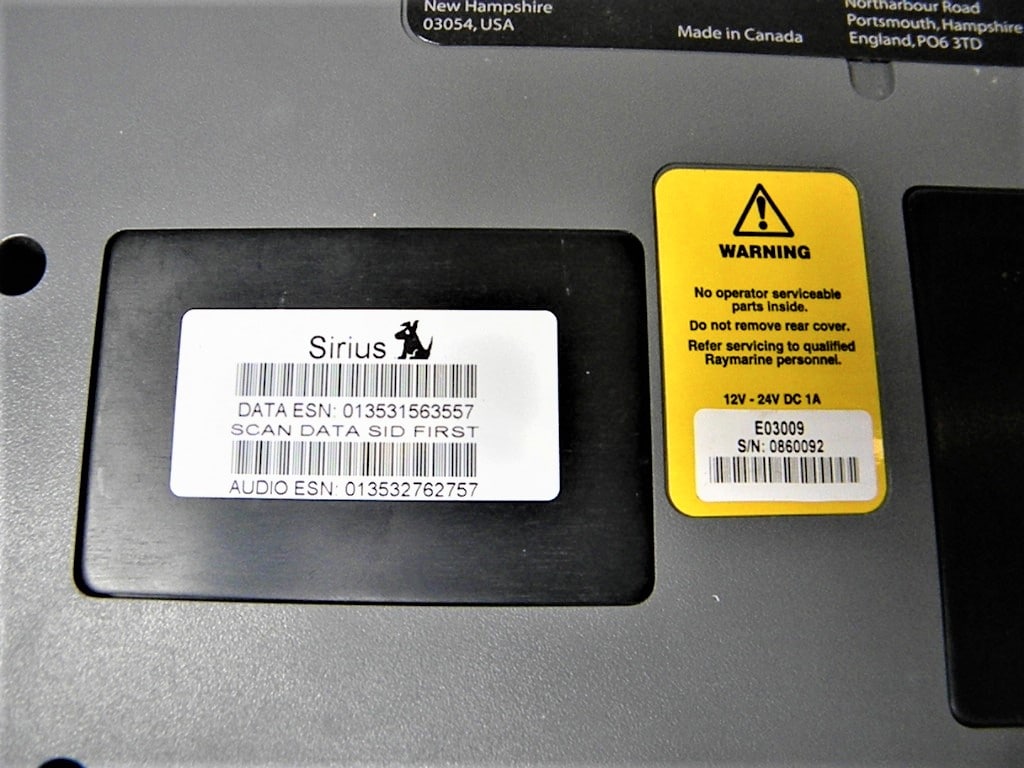 New Hampshire
03054, USA
Made in Canada
Northarbour Road
Portsmouth, Hampshire
England, PO6 3TD
Sirius
DATA ESN: 013531563557
SCAN DATA SID FIRST
AUDIO ESN: 013532762757
WARNING
No operator serviceable
parts inside.
Do not remove rear cover.
Refer servicing to qualified
Raymarine personnel.
12V - 24V DC 1A
E03009
S/N: 0860092